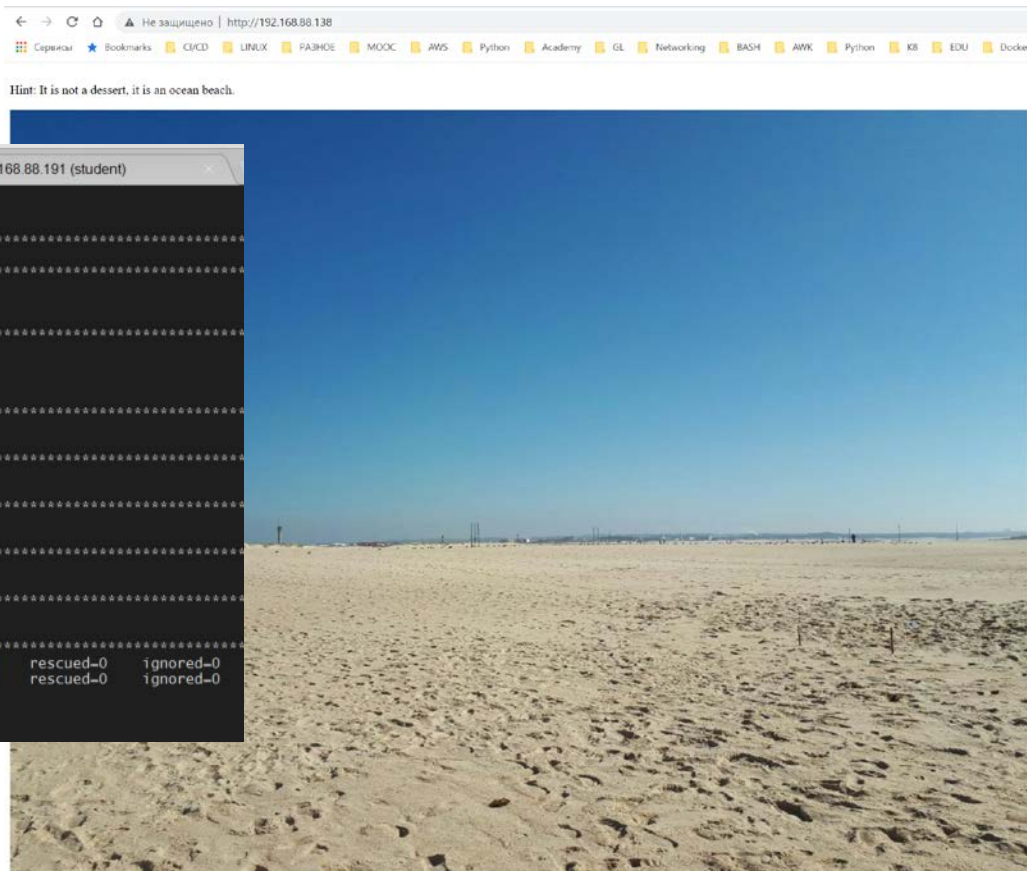 Не защищено | http://192.168.88.138
Сервисы Bookmarks CI/CD LINUX РАЗНОЕ MOOC AWS Python Academy GL Networking BASH AWK Python K8 EDU Docke
Hint: It is not a dessert, it is an ocean beach.
168.88.191 (student)
*****************************
*****************************
*****************************
*****************************
*****************************
*****************************
*****************************
*****************************
*****************************
rescued=0 ignored=0
rescued=0 ignored=0